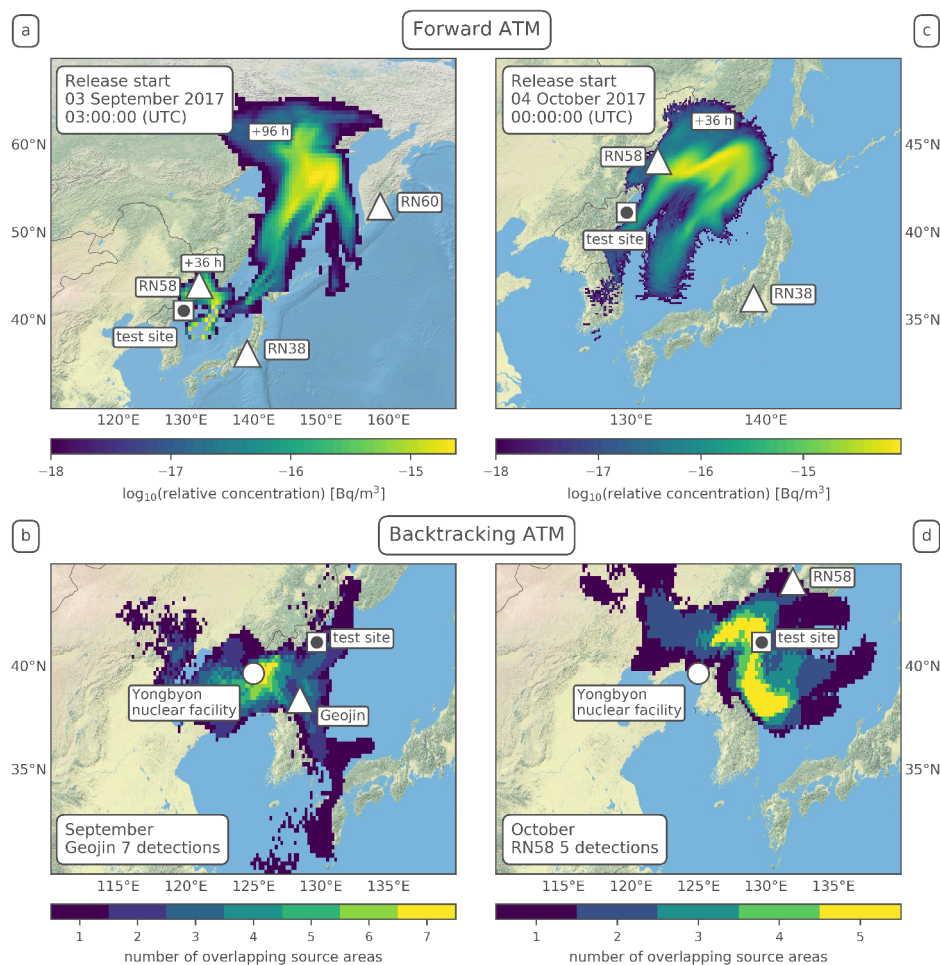 a
Forward ATM
c
Release start
03 September 2017
03:00:00 (UTC)
+96 h
RN60
+36 h
RN58
test site
RN38
60°N
50°N
40°N
120°E
130°E
140°E
150°E
160°E
−18
−17
−16
−15
log₁₀(relative concentration) [Bq/m³]
Release start
04 October 2017
00:00:00 (UTC)
+36 h
RN58
test site
RN38
45°N
40°N
35°N
130°E
140°E
−18
−17
−16
−15
log₁₀(relative concentration) [Bq/m³]
b
Backtracking ATM
d
test site
Yongbyon
nuclear facility
Geojin
September
Geojin 7 detections
40°N
35°N
115°E
120°E
125°E
130°E
135°E
1
2
3
4
5
6
7
number of overlapping source areas
RN58
test site
Yongbyon
nuclear facility
October
RN58 5 detections
40°N
35°N
115°E
120°E
125°E
130°E
135°E
1
2
3
4
5
number of overlapping source areas